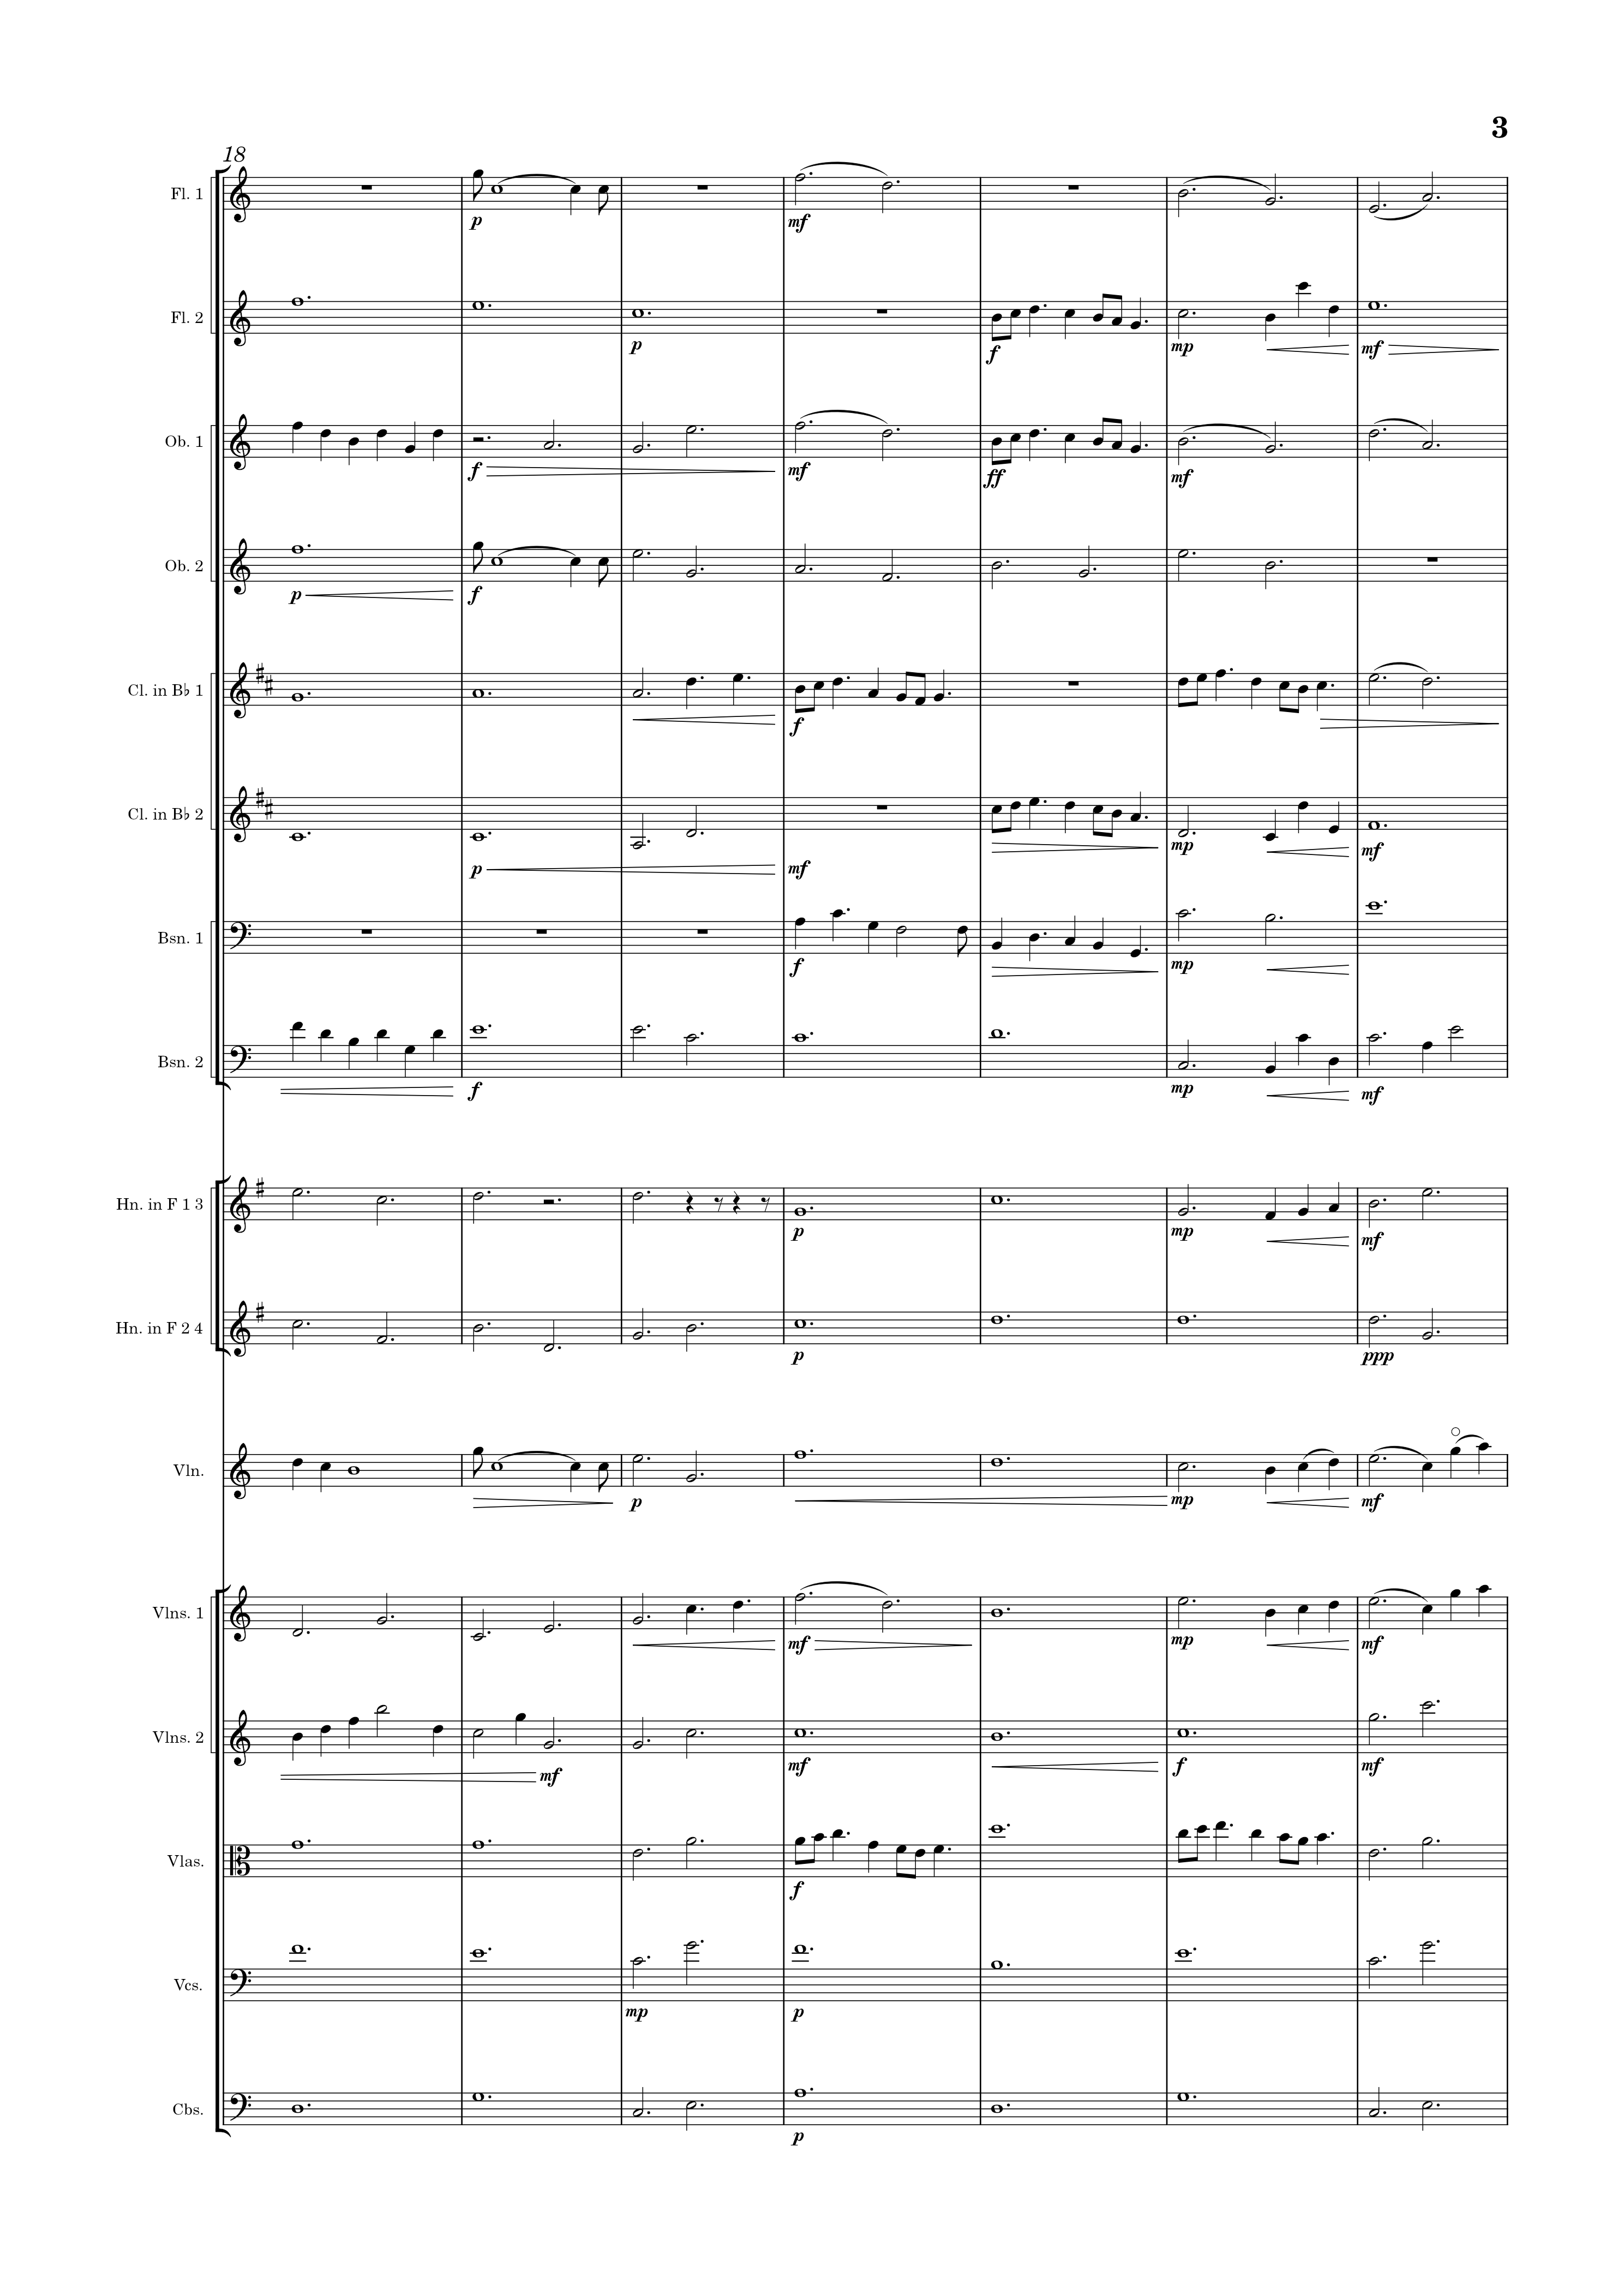 3
18
Fl. 1
p
mf
Fl. 2
p
f
mp
mf
Ob. 1
f
mf
ff
mf
Ob. 2
p
f
Cl. in B♭ 1
f
Cl. in B♭ 2
p
mf
mp
mf
Bsn. 1
f
mp
Bsn. 2
f
mp
mf
Hn. in F 1 3
p
mp
mf
Hn. in F 2 4
p
ppp
Vln.
p
mp
mf
Vlns. 1
mf
mp
mf
Vlns. 2
mf
mf
f
mf
Vlas.
f
Vcs.
mp
p
Cbs.
p